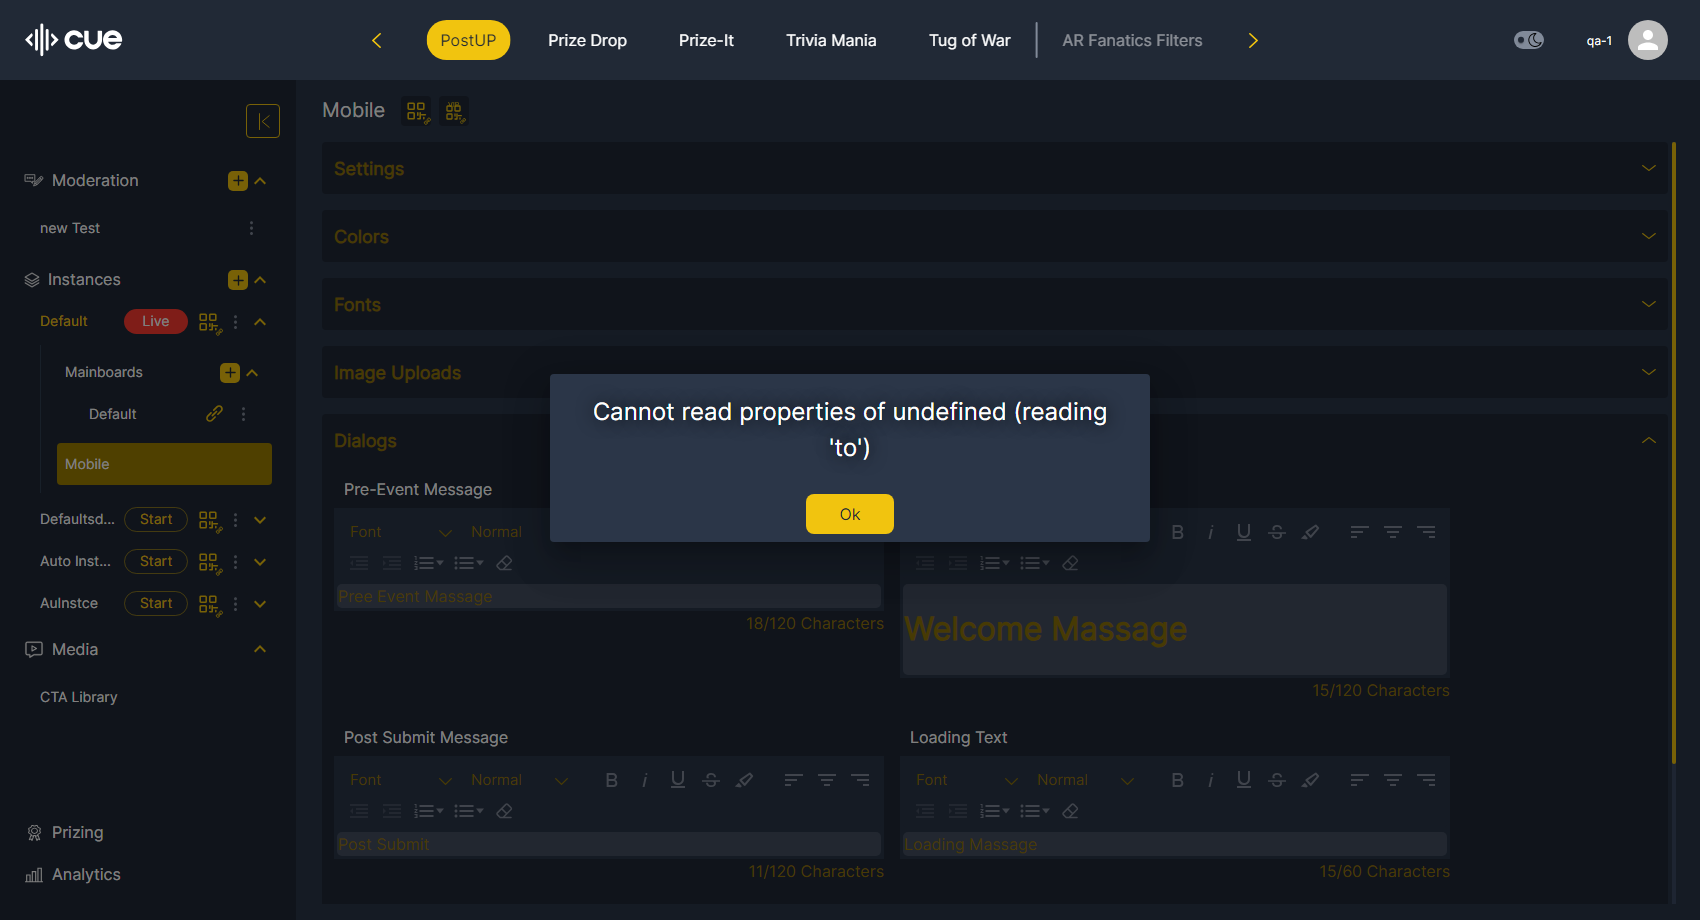 cue
PostUP
Prize Drop
Prize-It
Trivia Mania
Tug of War
AR Fanatics Filters
qa-1
Moderation
new Test
Instances
Default
Live
Mainboards
Default
Mobile
Defaultsd...
Start
Auto Inst...
Start
AuInstce
Start
Media
CTA Library
Prizing
Analytics
Mobile
Settings
Colors
Fonts
Image Uploads
Dialogs
Cannot read properties of undefined (reading
'to')
Ok
Pre-Event Message
Font
Normal
Pree Event Massage
18/120 Characters
Welcome Massage
15/120 Characters
Post Submit Message
Font
Normal
Post Submit
11/120 Characters
Loading Text
Font
Normal
Loading Massage
15/60 Characters